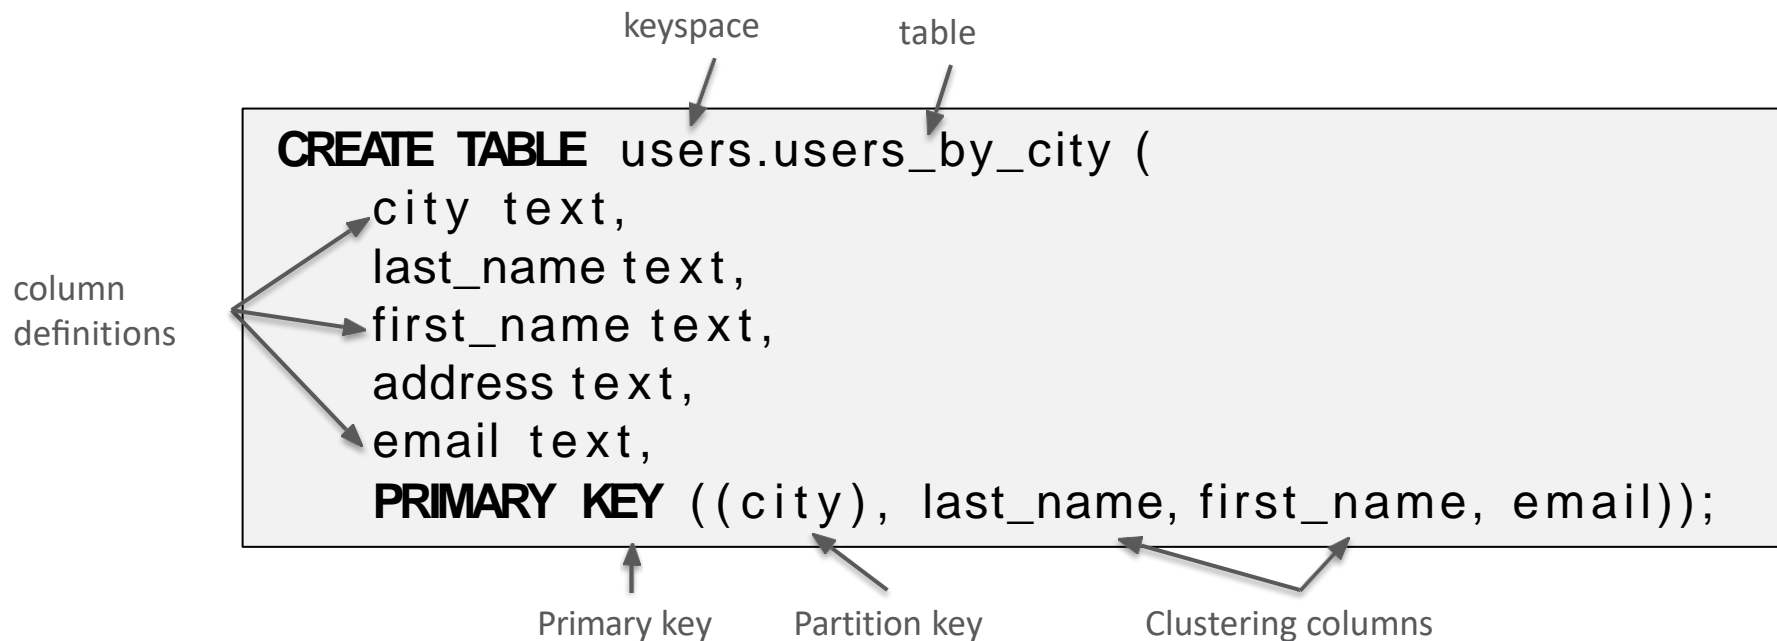 keyspace
table
CREATE TABLE users.users_by_city (
city text,
last_name text,
column
definitions
first_name text,
address text,
email text,
PRIMARY KEY ((city), last_name, first_name, email));
Primary key
Partition key
Clustering columns